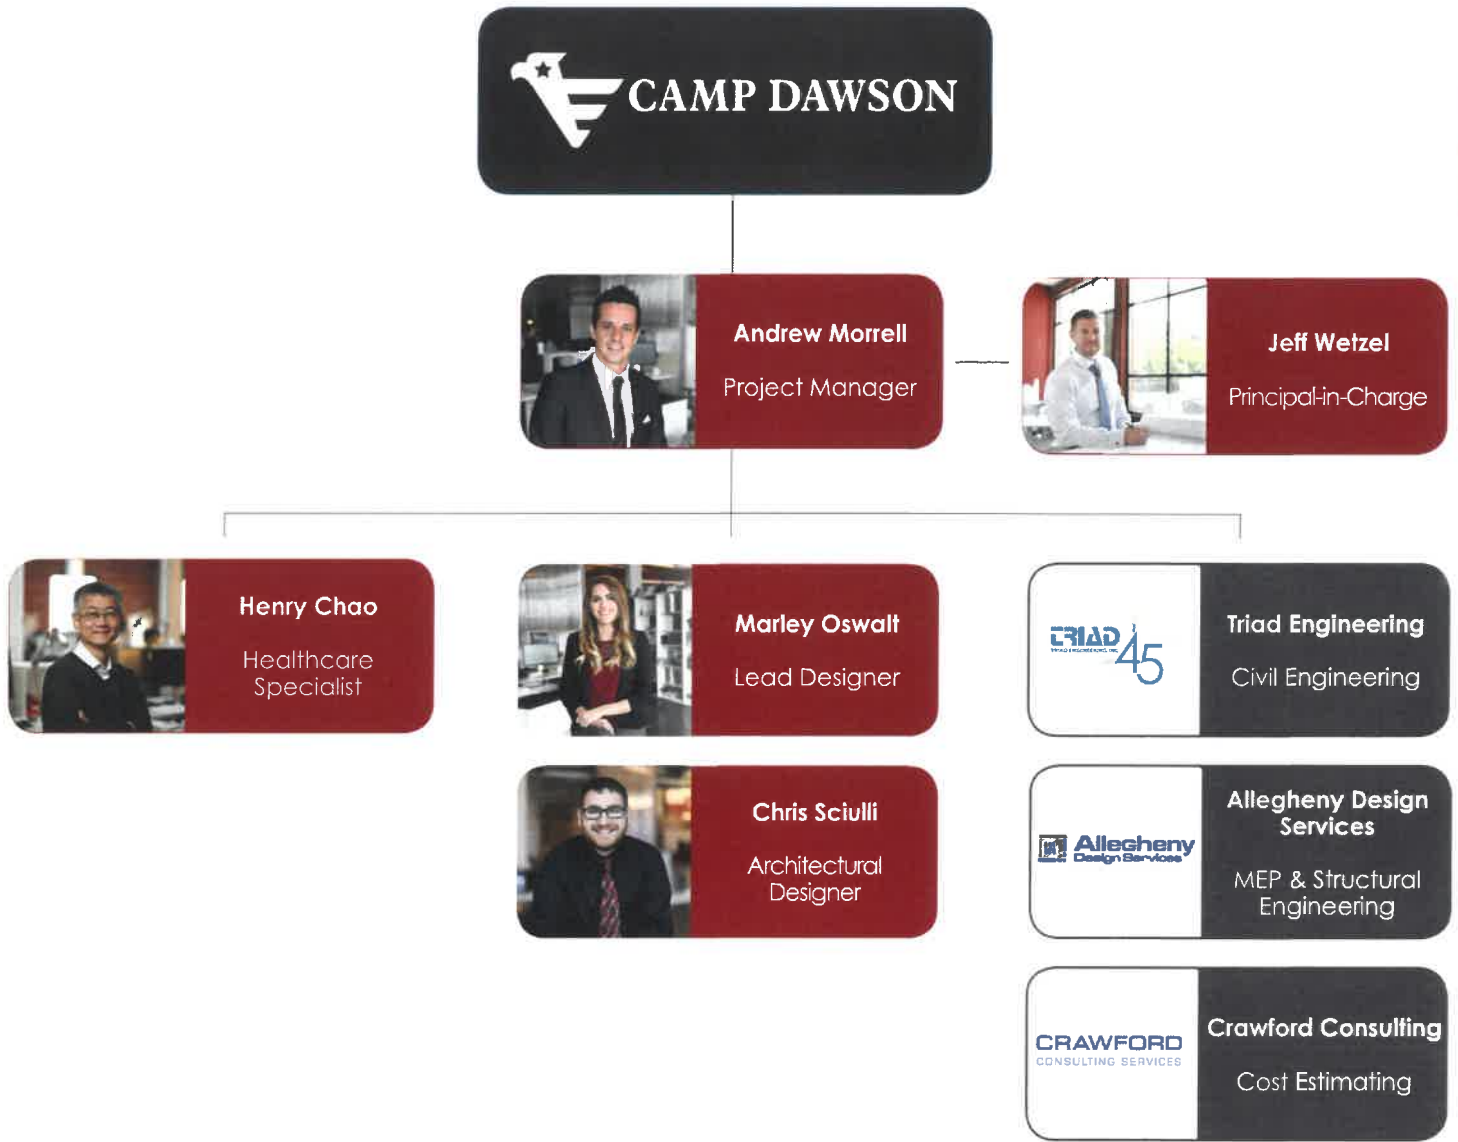 CAMP DAWSON
Andrew Morrell
Project Manager
Jeff Wetzel
Principal-in-Charge
Henry Chao
Healthcare
Specialist
Marley Oswalt
Lead Designer
Chris Sciulli
Architectural
Designer
TRIAD
45
Triad Engineering
Civil Engineering
Allegheny
Design Services
Allegheny Design
Services
MEP & Structural
Engineering
CRAWFORD
CONSULTING SERVICES
Crawford Consulting
Cost Estimating